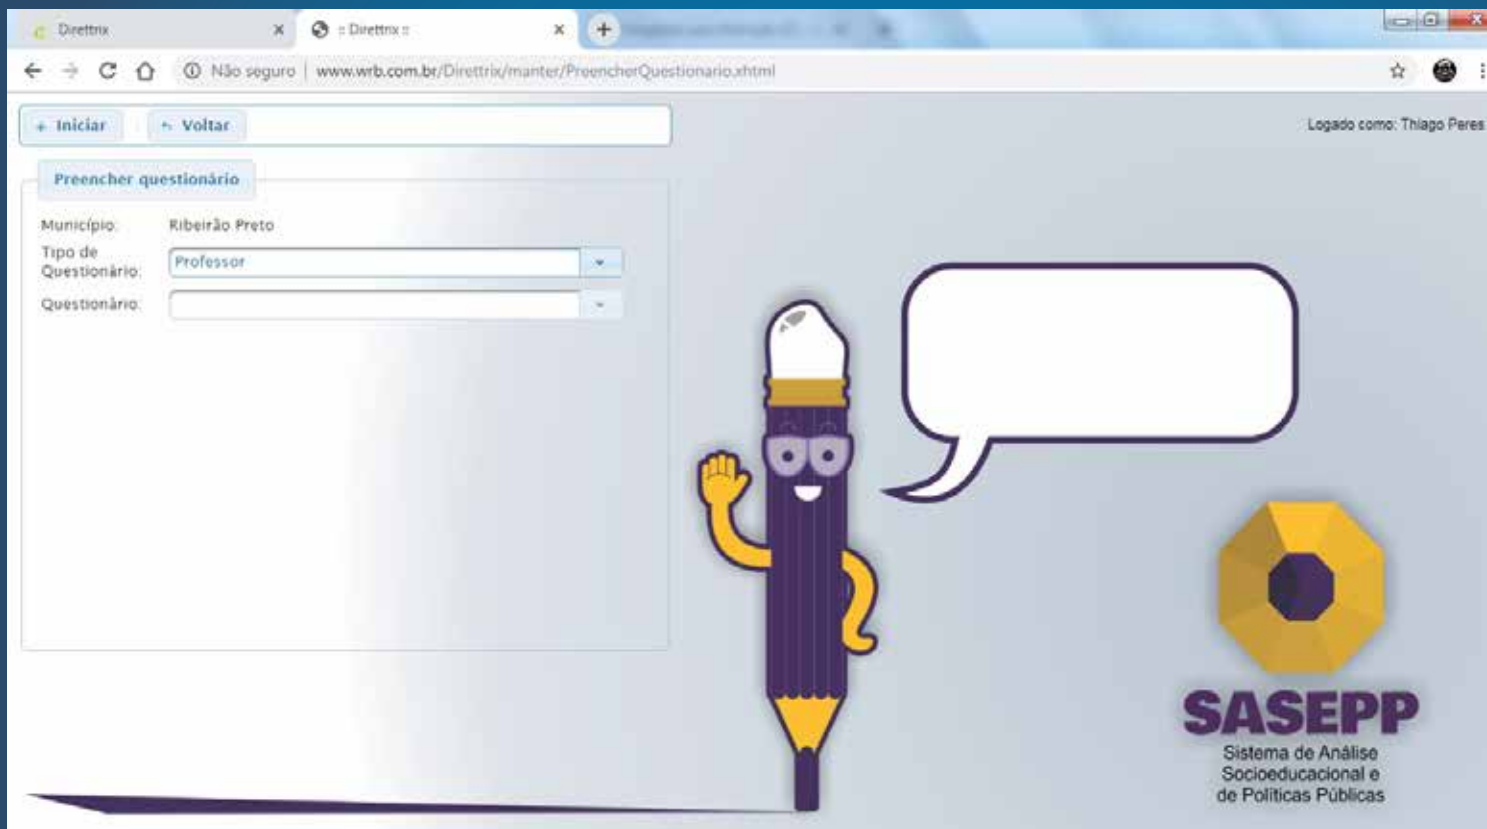 Direttrix
:: Direttrix ::
Não seguro | www.wrb.com.br/Direttrix/manter/PreencherQuestionario.xhtml
Iniciar
Voltar
Logado como: Thiago Peres
Preencher questionário
Município: Ribeirão Preto
Tipo de
Questionário:
Professor
Questionário:
SASEPP
Sistema de Análise
Socioeducacional e
de Políticas Públicas